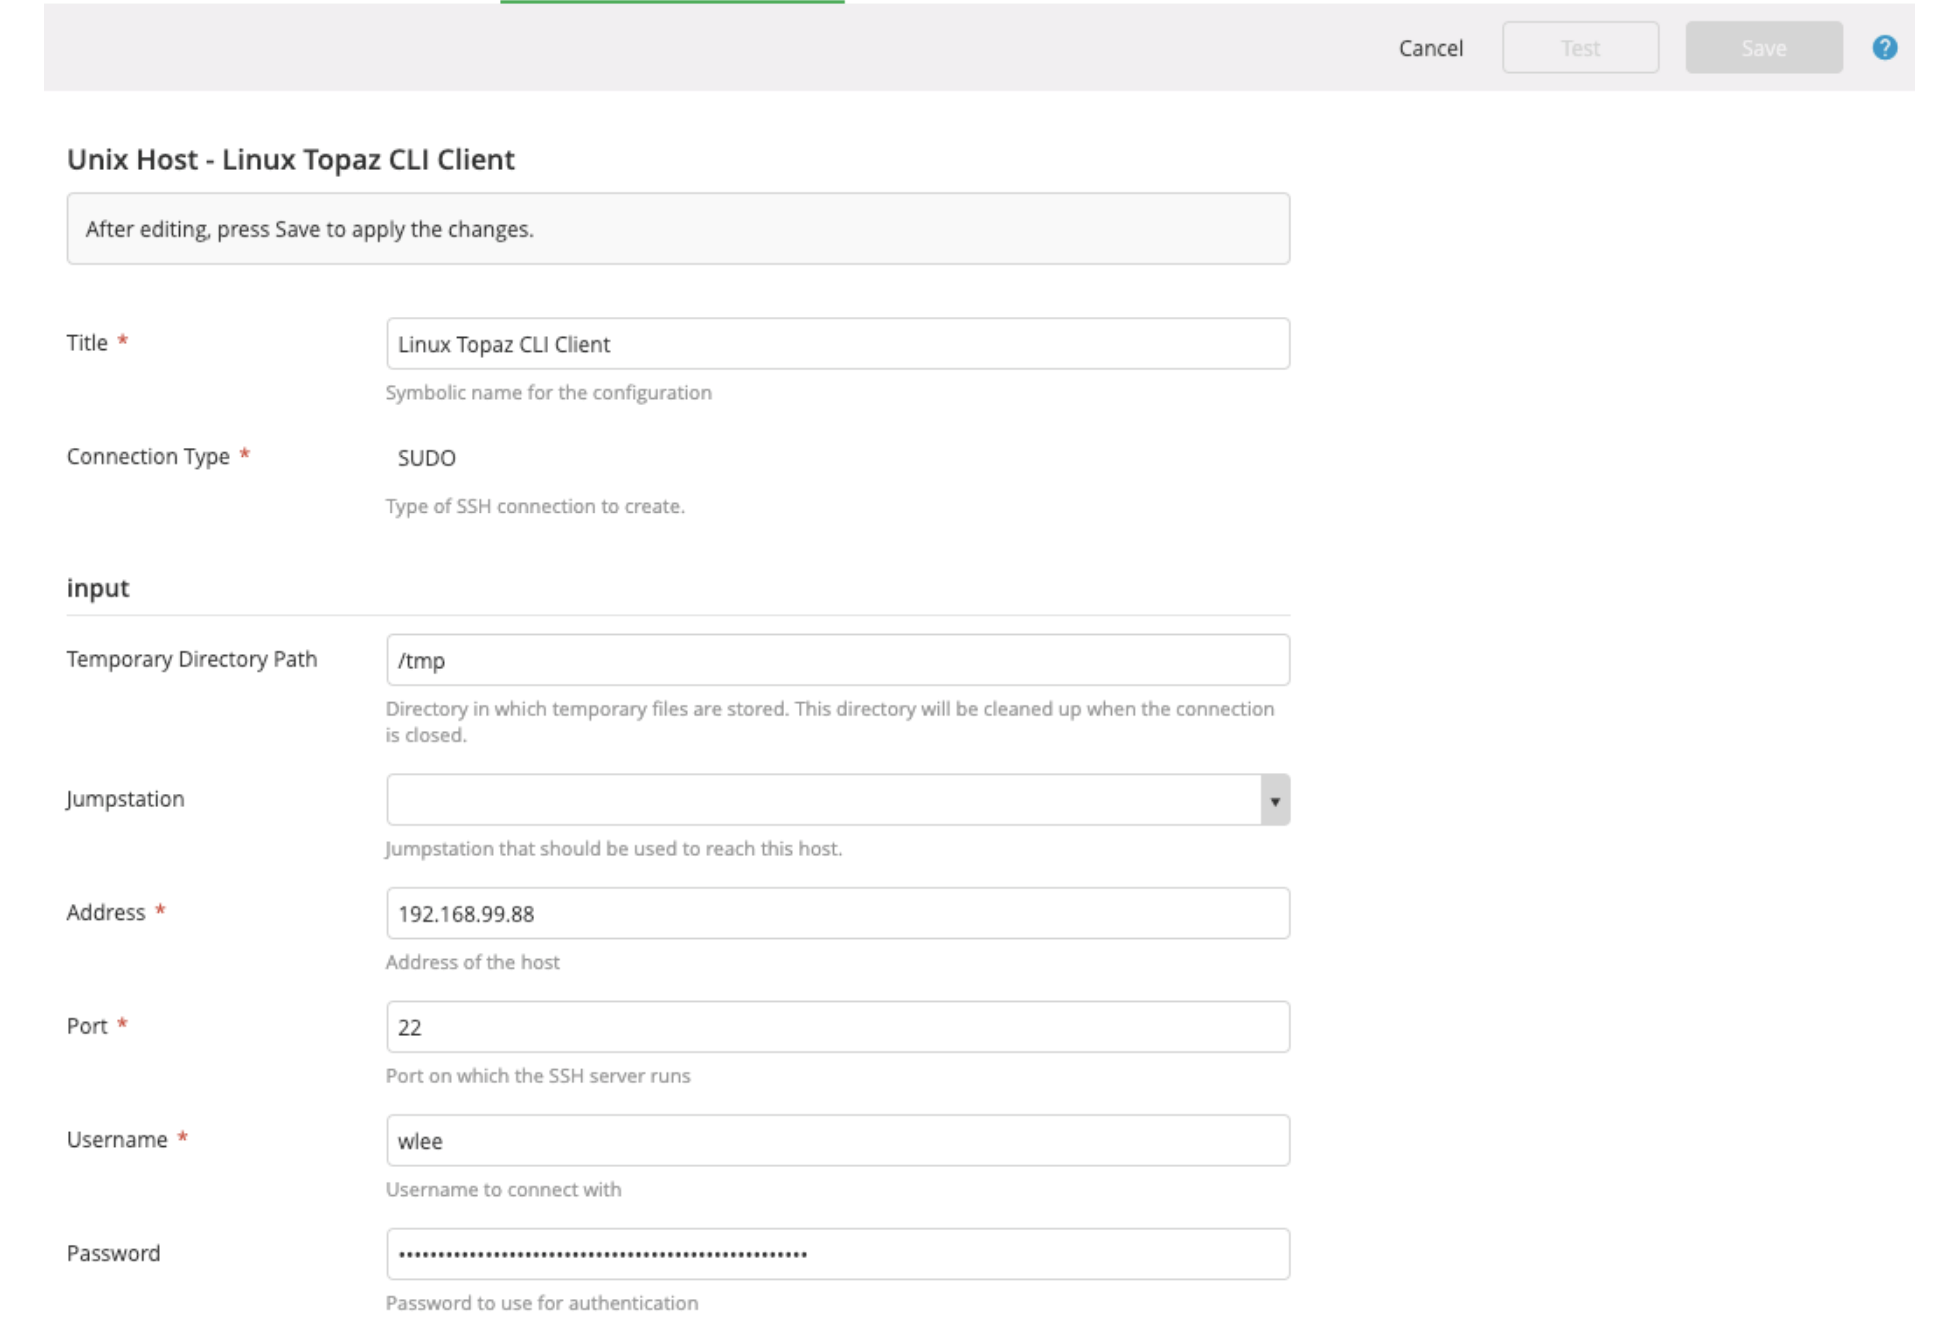 Cancel
Test
Save
?
Unix Host - Linux Topaz CLI Client
After editing, press Save to apply the changes.
Title *
Linux Topaz CLI Client
Symbolic name for the configuration
Connection Type *
SUDO
Type of SSH connection to create.
input
Temporary Directory Path
/tmp
Directory in which temporary files are stored. This directory will be cleaned up when the connection
is closed.
Jumpstation
Jumpstation that should be used to reach this host.
Address *
192.168.99.88
Address of the host
Port *
22
Port on which the SSH server runs
Username *
wlee
Username to connect with
Password
Password to use for authentication